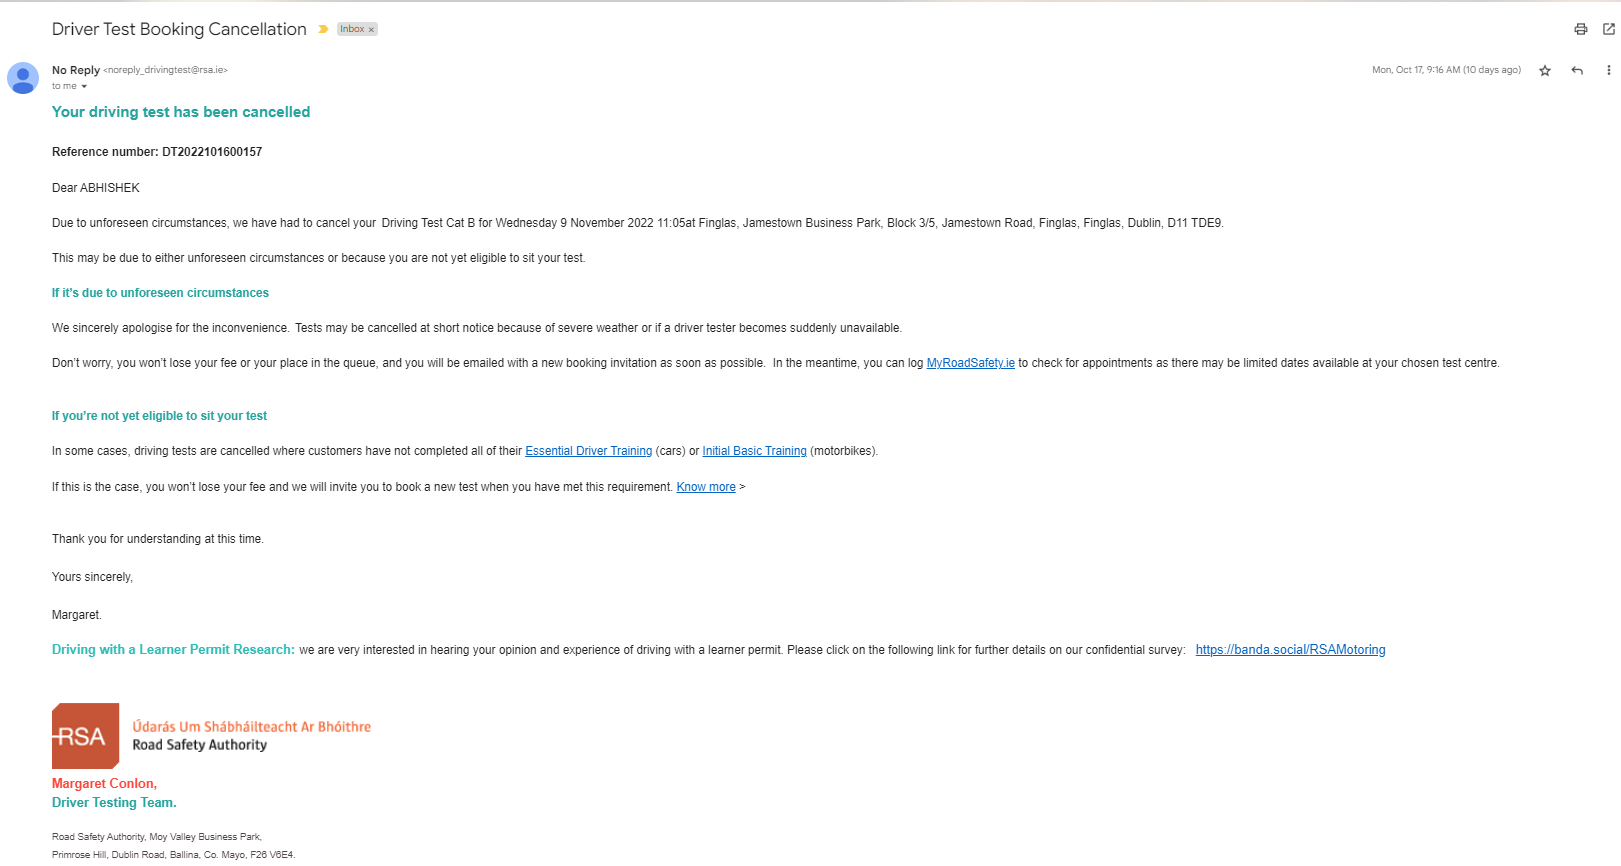 Driver Test Booking Cancellation Inbox x
No Reply <noreply_drivingtest@rsa.ie> Mon, Oct 17, 9:16 AM (10 days ago)
to me
Your driving test has been cancelled
Reference number: DT2022101600157
Dear ABHISHEK
Due to unforeseen circumstances, we have had to cancel your Driving Test Cat B for Wednesday 9 November 2022 11:05at Finglas, Jamestown Business Park, Block 3/5, Jamestown Road, Finglas, Finglas, Dublin, D11 TDE9.
This may be due to either unforeseen circumstances or because you are not yet eligible to sit your test.
If it's due to unforeseen circumstances
We sincerely apologise for the inconvenience. Tests may be cancelled at short notice because of severe weather or if a driver tester becomes suddenly unavailable.
Don't worry, you won't lose your fee or your place in the queue, and you will be emailed with a new booking invitation as soon as possible. In the meantime, you can log MyRoadSafety.ie to check for appointments as there may be limited dates available at your chosen test centre.
If you're not yet eligible to sit your test
In some cases, driving tests are cancelled where customers have not completed all of their Essential Driver Training (cars) or Initial Basic Training (motorbikes).
If this is the case, you won't lose your fee and we will invite you to book a new test when you have met this requirement. Know more >
Thank you for understanding at this time.
Yours sincerely,
Margaret.
Driving with a Learner Permit Research: we are very interested in hearing your opinion and experience of driving with a learner permit. Please click on the following link for further details on our confidential survey: https://banda.social/RSAMotoring
RSA
Údarás Um Shábháilteacht Ar Bhóithre
Road Safety Authority
Margaret Conlon,
Driver Testing Team.
Road Safety Authority, Moy Valley Business Park,
Primrose Hill, Dublin Road, Ballina, Co. Mayo, F26 V6E4.